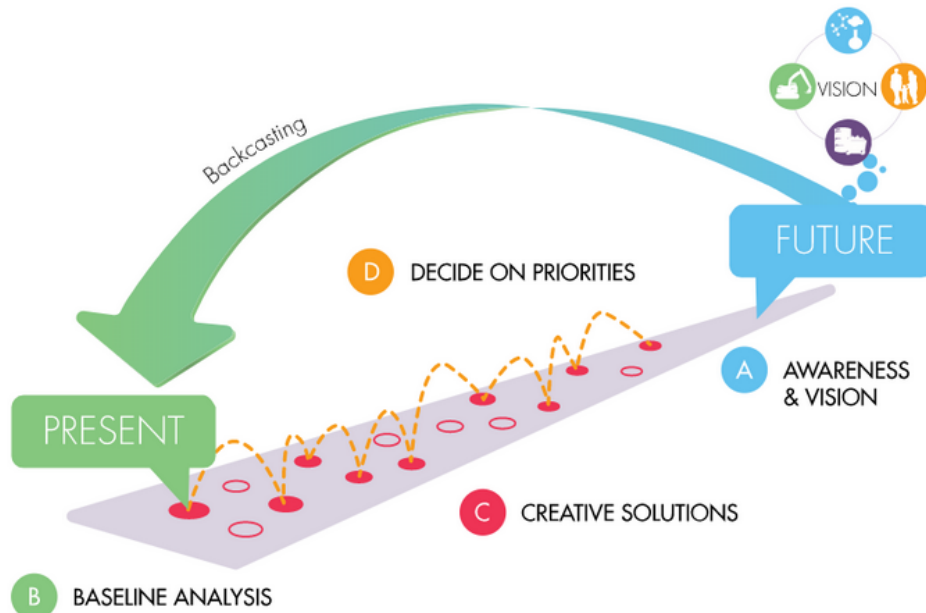 VISION
Backcasting
FUTURE
D DECIDE ON PRIORITIES
A AWARENESS
& VISION
PRESENT
C CREATIVE SOLUTIONS
B BASELINE ANALYSIS